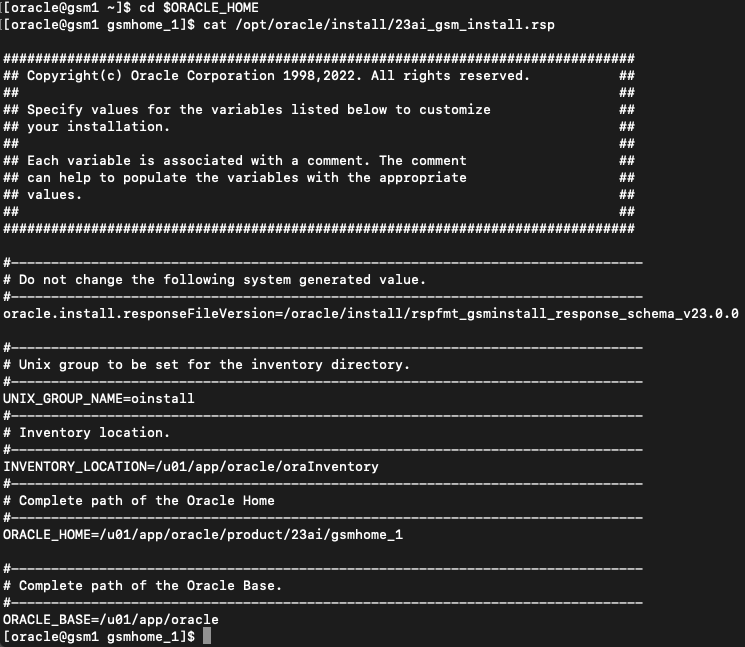 [[oracle@gsm1 ~]$ cd $ORACLE_HOME
[[oracle@gsm1 gsmhome_1]$ cat /opt/oracle/install/23ai_gsm_install.rsp
###############################################################################
## Copyright(c) Oracle Corporation 1998,2022. All rights reserved.           ##
##                                                                           ##
## Specify values for the variables listed below to customize                ##
## your installation.                                                        ##
##                                                                           ##
## Each variable is associated with a comment. The comment                   ##
## can help to populate the variables with the appropriate                   ##
## values.                                                                   ##
##                                                                           ##
###############################################################################
#-------------------------------------------------------------------------------
# Do not change the following system generated value.
#-------------------------------------------------------------------------------
oracle.install.responseFileVersion=/oracle/install/rspfmt_gsminstall_response_schema_v23.0.0
#-------------------------------------------------------------------------------
# Unix group to be set for the inventory directory.
#-------------------------------------------------------------------------------
UNIX_GROUP_NAME=oinstall
#-------------------------------------------------------------------------------
# Inventory location.
#-------------------------------------------------------------------------------
INVENTORY_LOCATION=/u01/app/oracle/oraInventory
#-------------------------------------------------------------------------------
# Complete path of the Oracle Home
#-------------------------------------------------------------------------------
ORACLE_HOME=/u01/app/oracle/product/23ai/gsmhome_1
#-------------------------------------------------------------------------------
# Complete path of the Oracle Base.
#-------------------------------------------------------------------------------
ORACLE_BASE=/u01/app/oracle
[oracle@gsm1 gsmhome_1]$